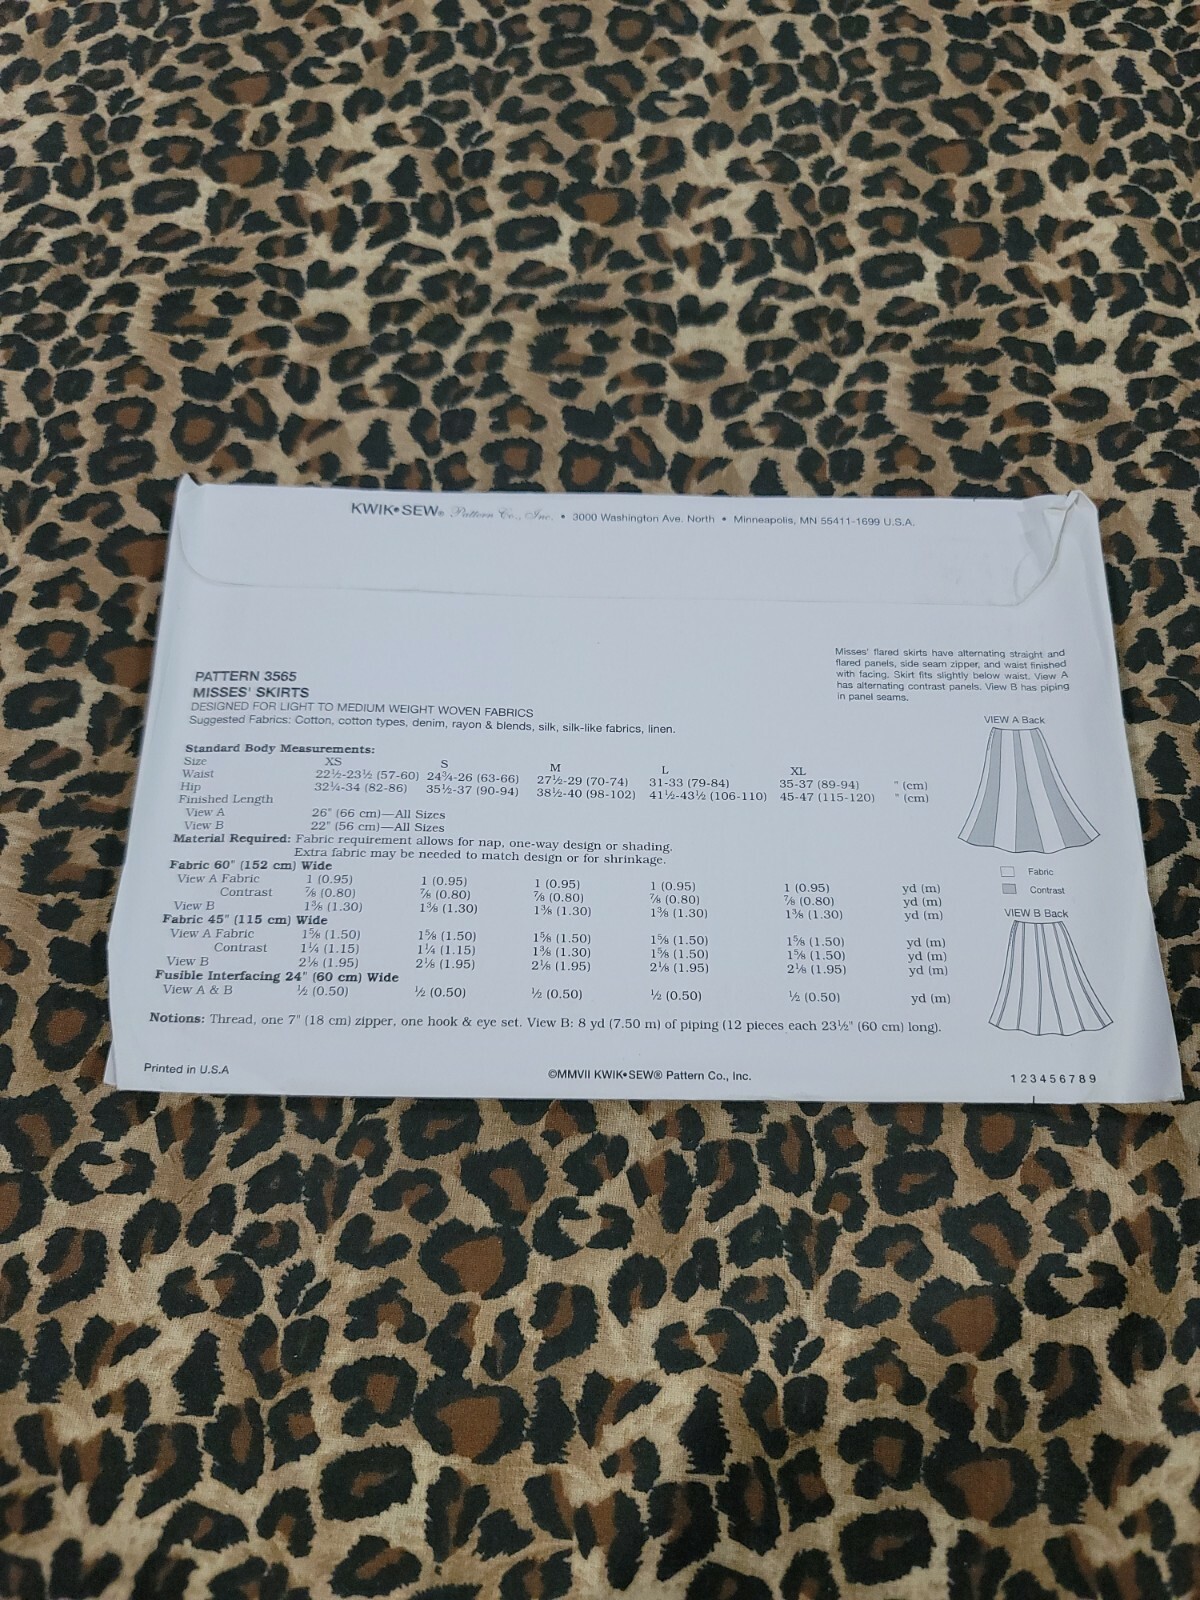 KWIK•SEW® Pattern Co., Inc. • 3000 Washington Ave. North • Minneapolis, MN 55411-1699 U.S.A.
Misses' flared skirts have alternating straight and
flared panels, side seam zipper, and waist finished
with facing. Skirt fits slightly below waist. View A
has alternating contrast panels. View B has piping
in panel seams.
PATTERN 3565
MISSES' SKIRTS
DESIGNED FOR LIGHT TO MEDIUM WEIGHT WOVEN FABRICS
Suggested Fabrics: Cotton, cotton types, denim, rayon & blends, silk, silk-like fabrics, linen.
Standard Body Measurements:
Size XS S M L XL
Waist 22½-23½ (57-60) 24¾-26 (63-66) 27½-29 (70-74) 31-33 (79-84) 35-37 (89-94) " (cm)
Hip 32¼-34 (82-86) 35½-37 (90-94) 38½-40 (98-102) 41½-43½ (106-110) 45-47 (115-120) " (cm)
Finished Length
View A 26" (66 cm)—All Sizes
View B 22" (56 cm)—All Sizes
Material Required: Fabric requirement allows for nap, one-way design or shading.
Extra fabric may be needed to match design or for shrinkage.
Fabric 60" (152 cm) Wide
View A Fabric 1 (0.95) 1 (0.95) 1 (0.95) 1 (0.95) 1 (0.95) yd (m)
Contrast ⅞ (0.80) ⅞ (0.80) ⅞ (0.80) ⅞ (0.80) ⅞ (0.80) yd (m)
View B 1⅜ (1.30) 1⅜ (1.30) 1⅜ (1.30) 1⅜ (1.30) 1⅜ (1.30) yd (m)
Fabric 45" (115 cm) Wide
View A Fabric 1⅝ (1.50) 1⅝ (1.50) 1⅝ (1.50) 1⅝ (1.50) 1⅝ (1.50) yd (m)
Contrast 1¼ (1.15) 1¼ (1.15) 1⅜ (1.30) 1⅝ (1.50) 1⅝ (1.50) yd (m)
View B 2⅛ (1.95) 2⅛ (1.95) 2⅛ (1.95) 2⅛ (1.95) 2⅛ (1.95) yd (m)
Fusible Interfacing 24" (60 cm) Wide
View A & B ½ (0.50) ½ (0.50) ½ (0.50) ½ (0.50) ½ (0.50) yd (m)
Notions: Thread, one 7" (18 cm) zipper, one hook & eye set. View B: 8 yd (7.50 m) of piping (12 pieces each 23½" (60 cm) long).
VIEW A Back
Fabric
Contrast
VIEW B Back
Printed in U.S.A
©MMVII KWIK•SEW® Pattern Co., Inc.
1 2 3 4 5 6 7 8 9